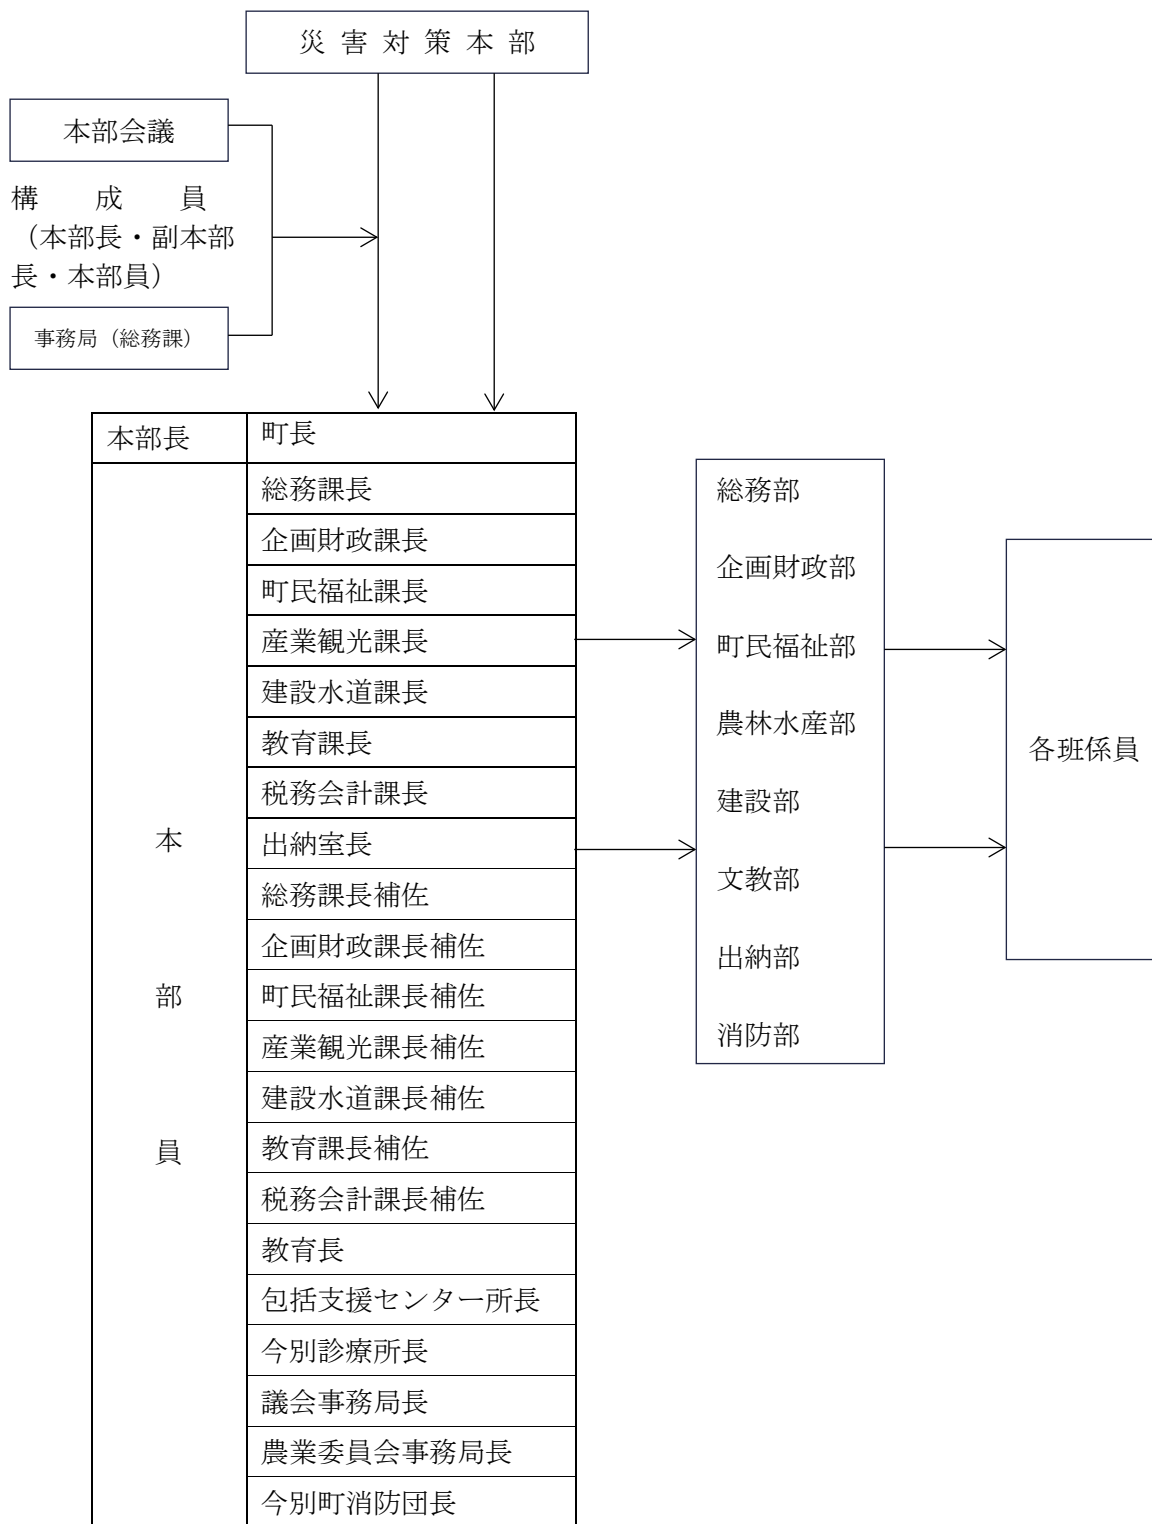 災害対策本部
本部会議
構成員
（本部長・副本部
長・本部員）
事務局（総務課）
本部長
町長
本部員
総務課長
企画財政課長
町民福祉課長
産業観光課長
建設水道課長
教育課長
税務会計課長
出納室長
総務課長補佐
企画財政課長補佐
町民福祉課長補佐
産業観光課長補佐
建設水道課長補佐
教育課長補佐
税務会計課長補佐
教育長
包括支援センター所長
今別診療所長
議会事務局長
農業委員会事務局長
今別町消防団長
総務部
企画財政部
町民福祉部
農林水産部
建設部
文教部
出納部
消防部
各班係員